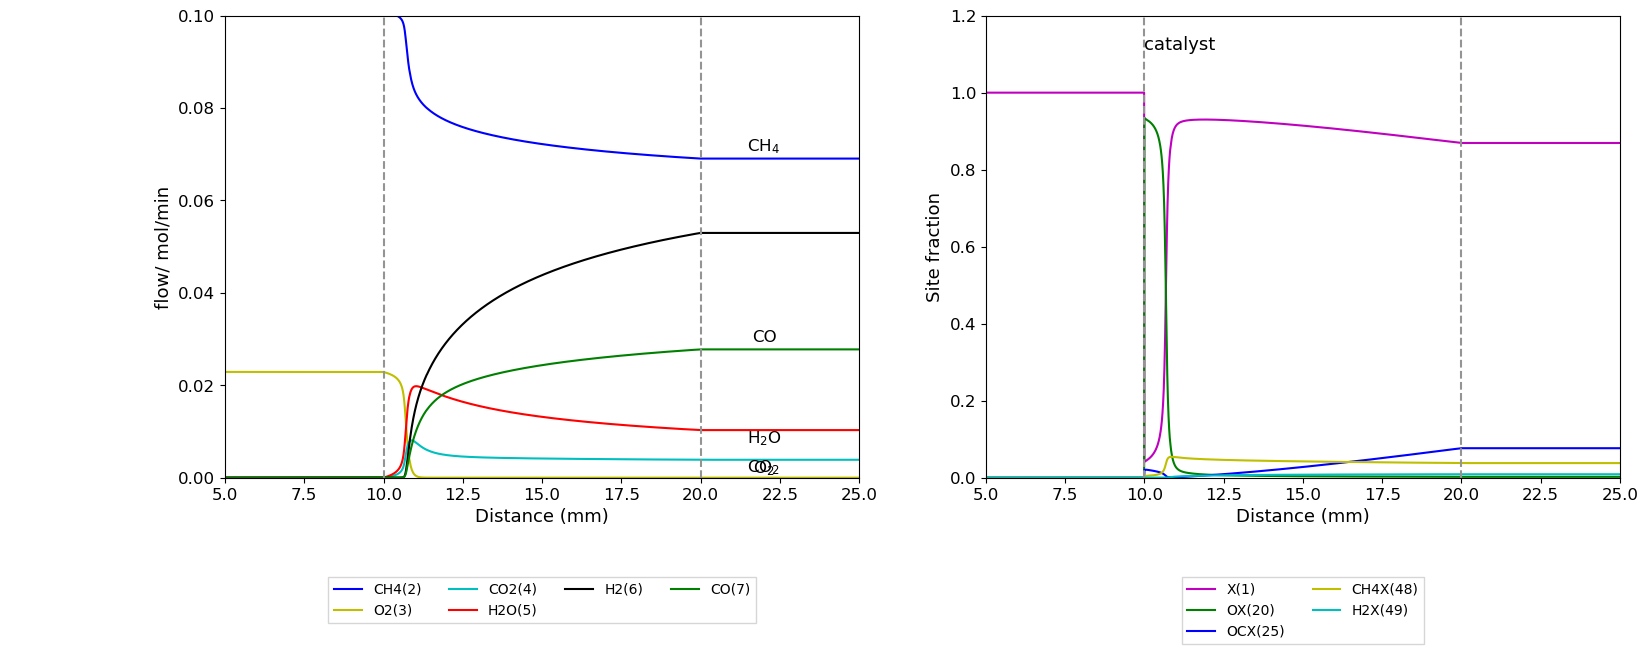 0.10
0.08
0.06
0.04
0.02
0.00
flow/ mol/min
CH4
CO
H2O
CO2
O2
5.0 7.5 10.0 12.5 15.0 17.5 20.0 22.5 25.0
Distance (mm)
CH4(2) CO2(4) H2(6) CO(7)
O2(3) H2O(5)
1.2
1.0
0.8
0.6
0.4
0.2
0.0
Site fraction
catalyst
5.0 7.5 10.0 12.5 15.0 17.5 20.0 22.5 25.0
Distance (mm)
X(1) CH4X(48)
OX(20) H2X(49)
OCX(25)